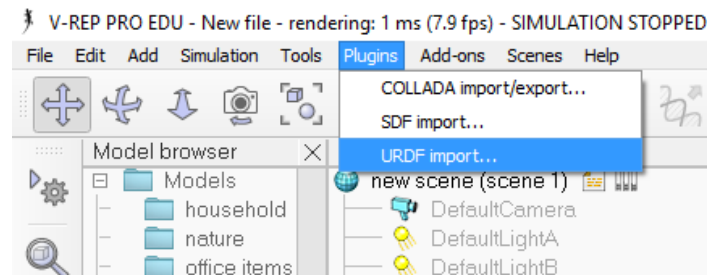 V-REP PRO EDU - New file - rendering: 1 ms (7.9 fps) - SIMULATION STOPPED
File Edit Add Simulation Tools Plugins Add-ons Scenes Help
COLLADA import/export...
SDF import...
URDF import...
Model browser
Models
household
nature
office items
new scene (scene 1)
DefaultCamera
DefaultLightA
DefaultLightB